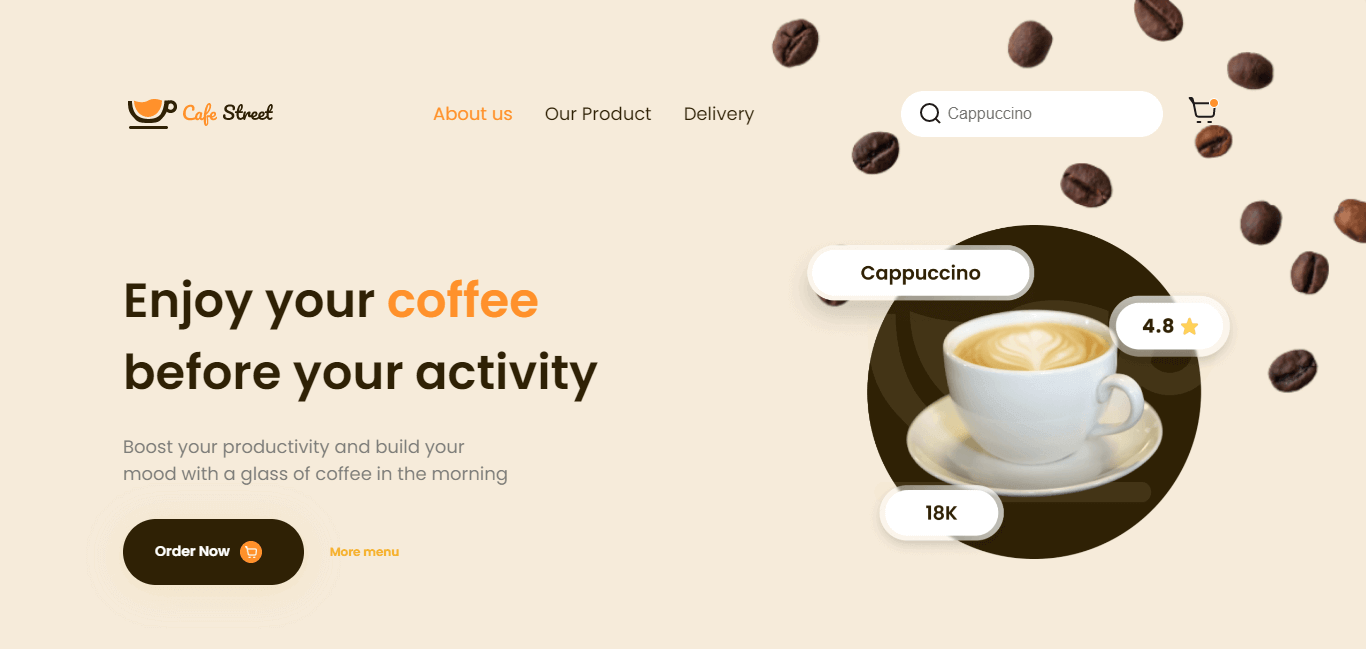 Cafe Street
About us
Our Product
Delivery
Cappuccino
Enjoy your coffee
before your activity
Boost your productivity and build your
mood with a glass of coffee in the morning
Order Now
More menu
Cappuccino
4.8
18K